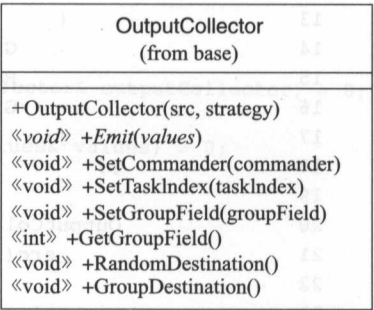 OutputCollector
(from base)
+OutputCollector(src, strategy)
《void》 +Emit(values)
《void》 +SetCommander(commander)
《void》 +SetTaskIndex(taskIndex)
《void》 +SetGroupField(groupField)
《int》 +GetGroupField()
《void》 +RandomDestination()
《void》 +GroupDestination()